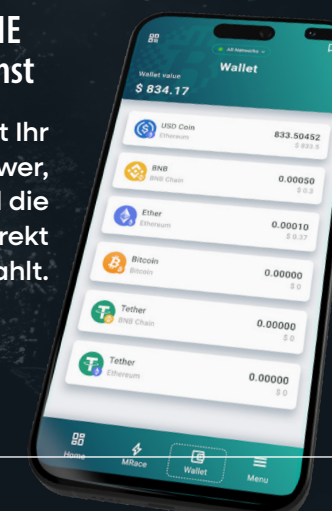 IE
nst
t Ihr
wer,
l die
rekt
ahlt.
All Networks
Wallet
Wallet value
$ 834.17
USD Coin
Ethereum
833.50452
$ 833.5
BNB
BNB Chain
0.00050
$ 0.3
Ether
Ethereum
0.00010
$ 0.37
Bitcoin
Bitcoin
0.00000
$ 0
Tether
BNB Chain
0.00000
$ 0
Tether
Ethereum
0.00000
$ 0
Home
MRace
Wallet
Menu